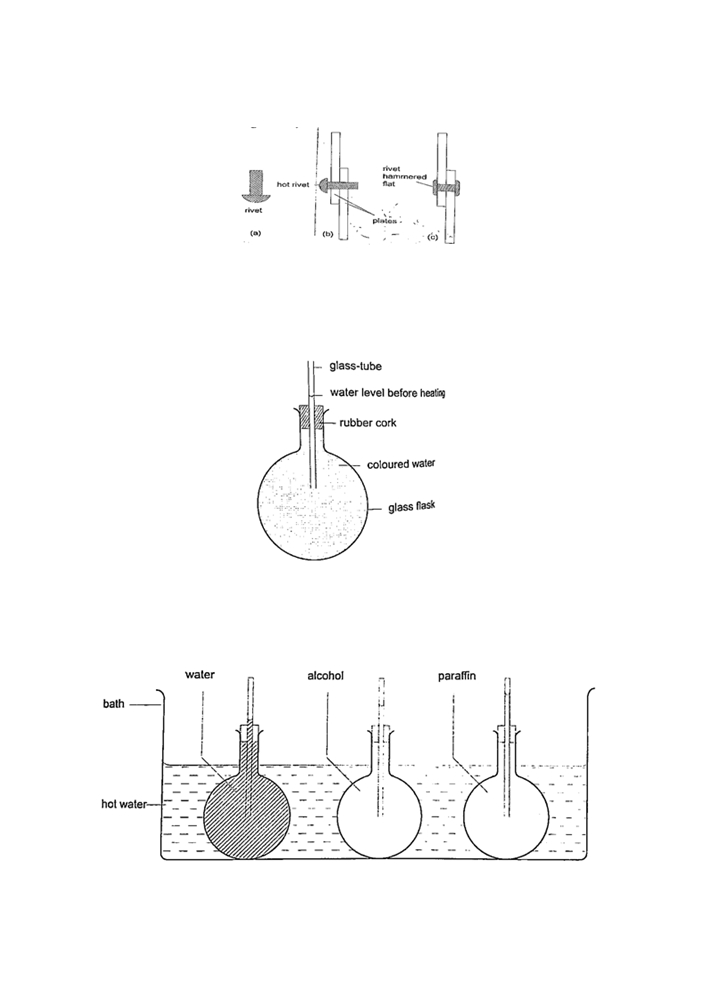 rivet
hot rivet
plates
rivet
hammered
flat
(a)
(b)
(c)
glass-tube
water level before heating
rubber cork
coloured water
glass flask
water
alcohol
paraffin
bath
hot water